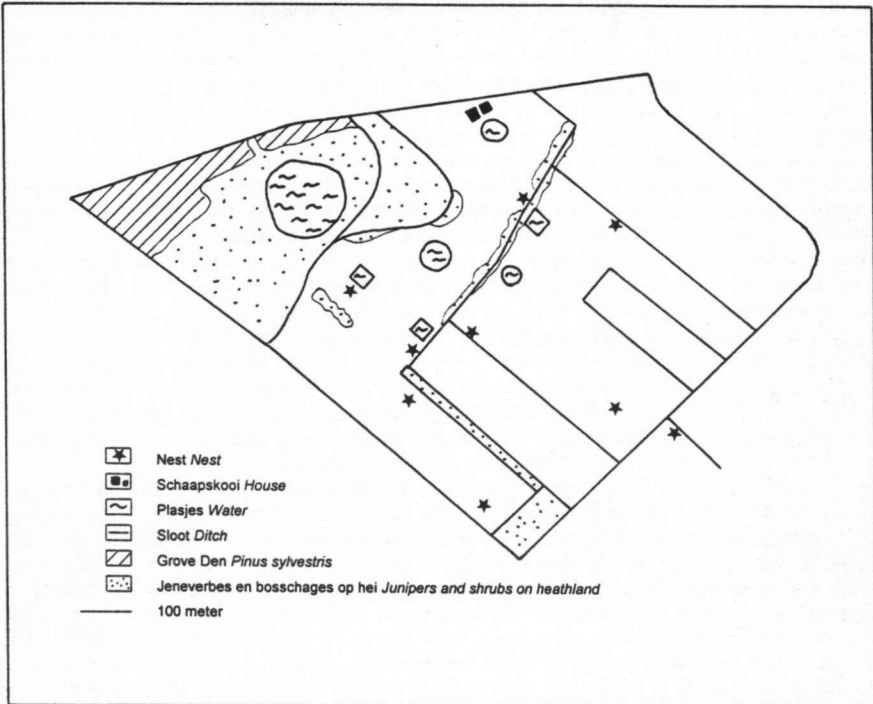 Nest Nest
Schaapskooi House
Plasjes Water
Sloot Ditch
Grove Den Pinus sylvestris
Jeneverbes en bosschages op hei Junipers and shrubs on heathland
100 meter